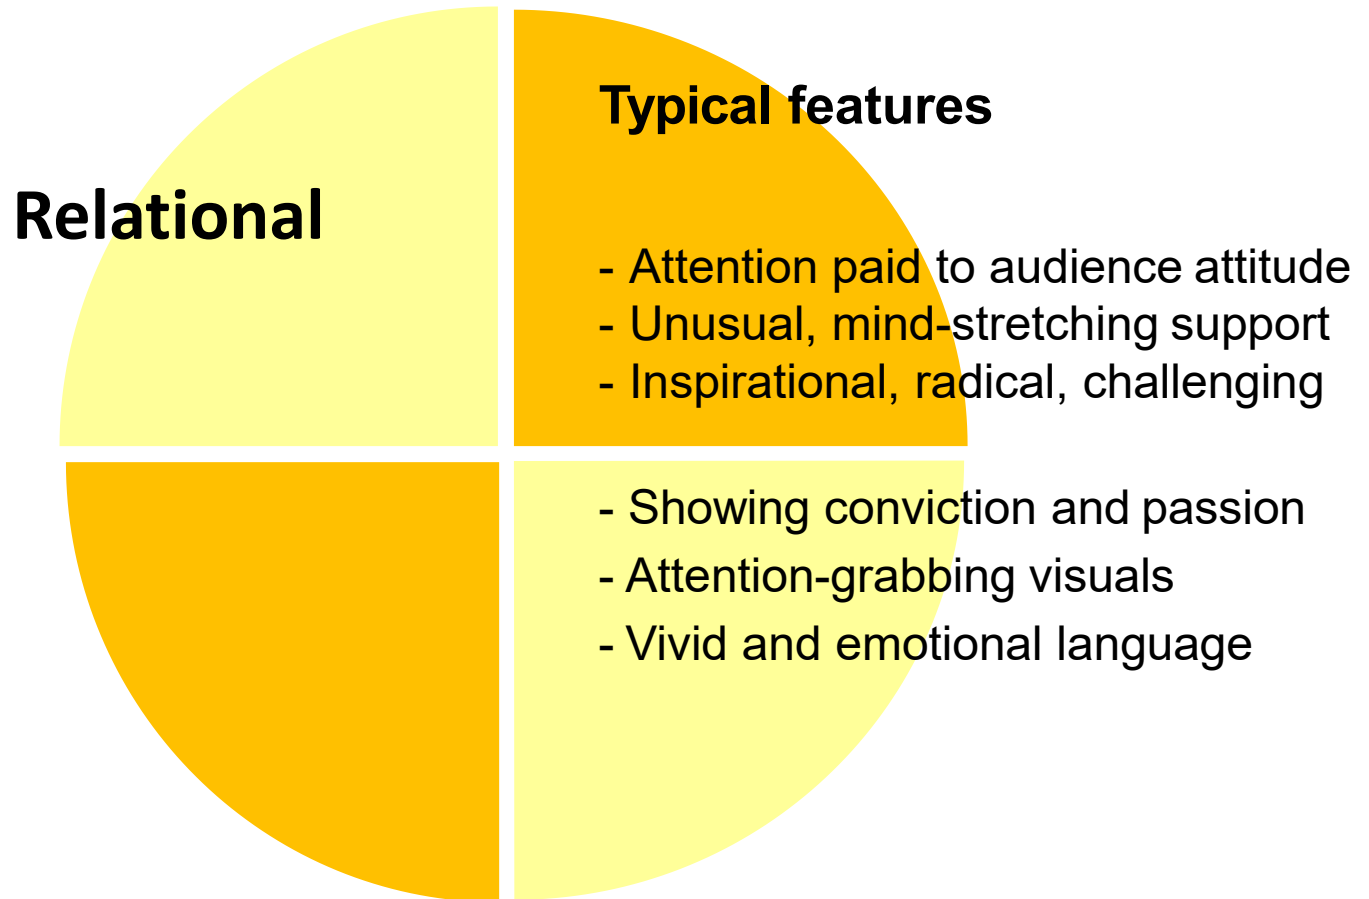 Typical features
Relational
- Attention paid to audience attitude
- Unusual, mind-stretching support
- Inspirational, radical, challenging
- Showing conviction and passion
- Attention-grabbing visuals
- Vivid and emotional language